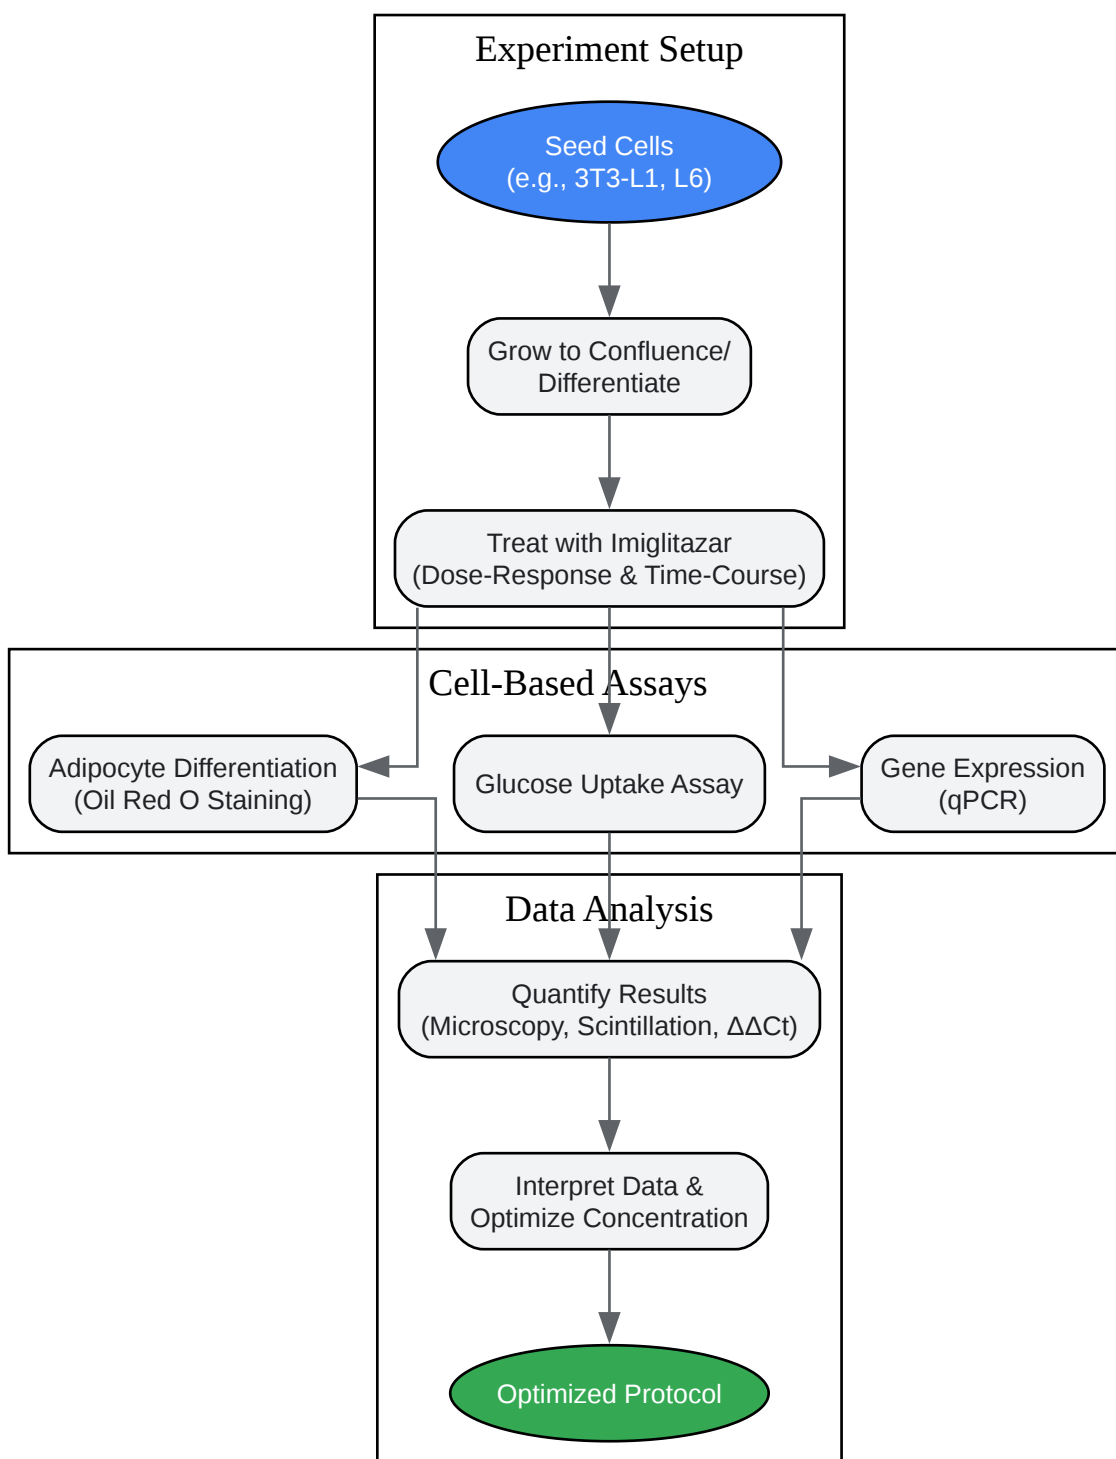 Experiment Setup
Seed Cells
(e.g., 3T3-L1, L6)
Grow to Confluence/
Differentiate
Treat with Imiglitazar
(Dose-Response & Time-Course)
Cell-Based Assays
Adipocyte Differentiation
(Oil Red O Staining)
Glucose Uptake Assay
Gene Expression
(qPCR)
Data Analysis
Quantify Results
(Microscopy, Scintillation, ΔΔCt)
Interpret Data &
Optimize Concentration
Optimized Protocol